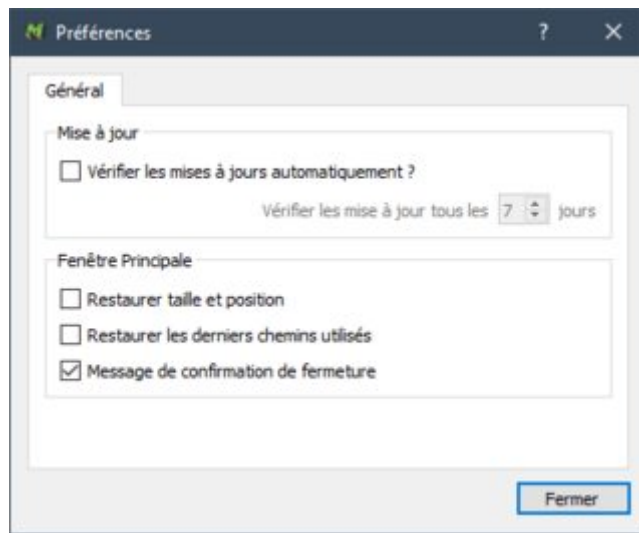 Préférences
Général
Mise à jour
Vérifier les mises à jours automatiquement ?
Vérifier les mise à jour tous les 7 jours
Fenêtre Principale
Restaurer taille et position
Restaurer les derniers chemins utilisés
Message de confirmation de fermeture
Fermer